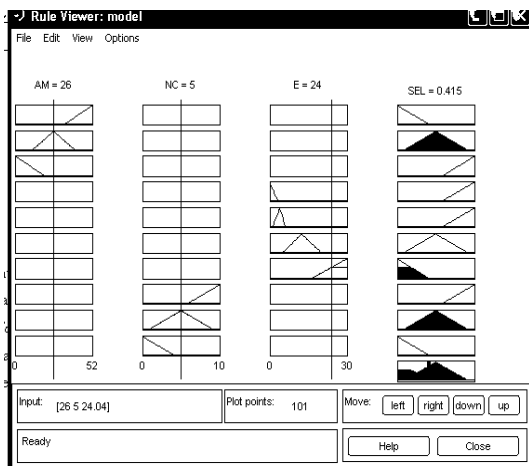 Rule Viewer: model
File Edit View Options
AM = 26 NC = 5 E = 24 SEL = 0.415
0 52 0 10 0 30
Input: [26 5 24.04] Plot points: 101 Move: left right down up
Ready Help Close